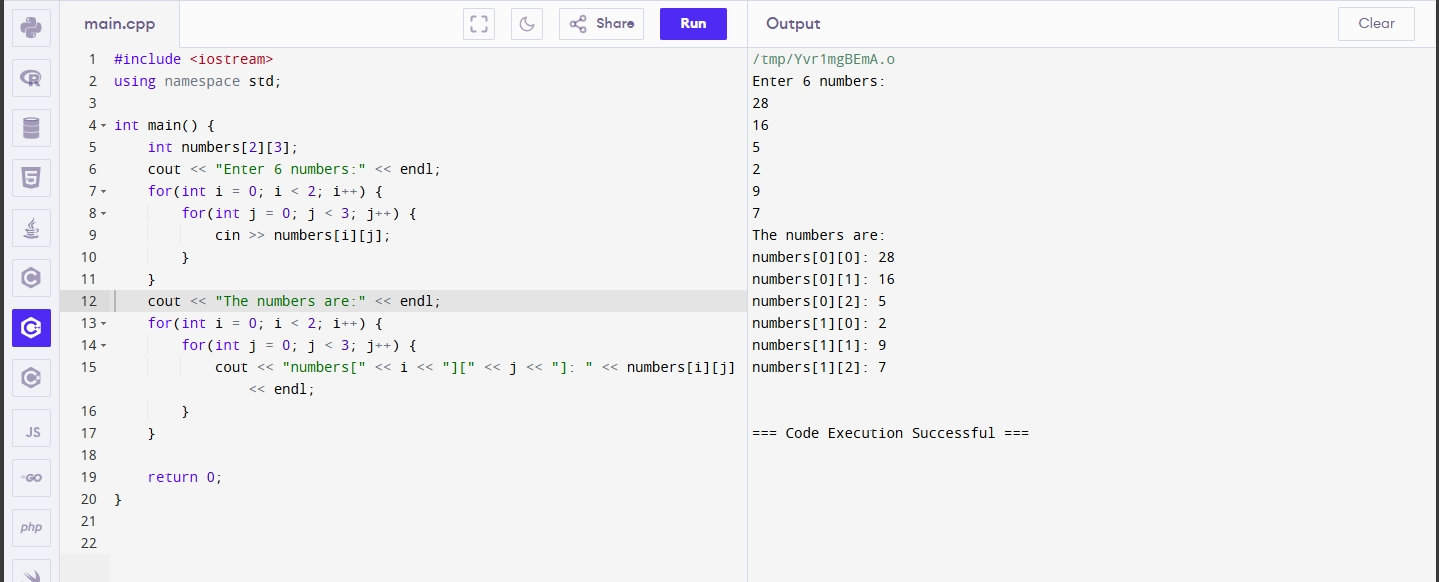 main.cpp
Share
Run
Output
Clear
1 #include <iostream>
2 using namespace std;
3
4 int main() {
5     int numbers[2][3];
6     cout << "Enter 6 numbers:" << endl;
7     for(int i = 0; i < 2; i++) {
8         for(int j = 0; j < 3; j++) {
9             cin >> numbers[i][j];
10         }
11     }
12     cout << "The numbers are:" << endl;
13     for(int i = 0; i < 2; i++) {
14         for(int j = 0; j < 3; j++) {
15             cout << "numbers[" << i << "][" << j << "]: " << numbers[i][j]
                << endl;
16         }
17     }
18
19     return 0;
20 }
21
22
/tmp/Yvr1mgBEmA.o
Enter 6 numbers:
28
16
5
2
9
7
The numbers are:
numbers[0][0]: 28
numbers[0][1]: 16
numbers[0][2]: 5
numbers[1][0]: 2
numbers[1][1]: 9
numbers[1][2]: 7
=== Code Execution Successful ===
R
5
C
C
C
JS
GO
php